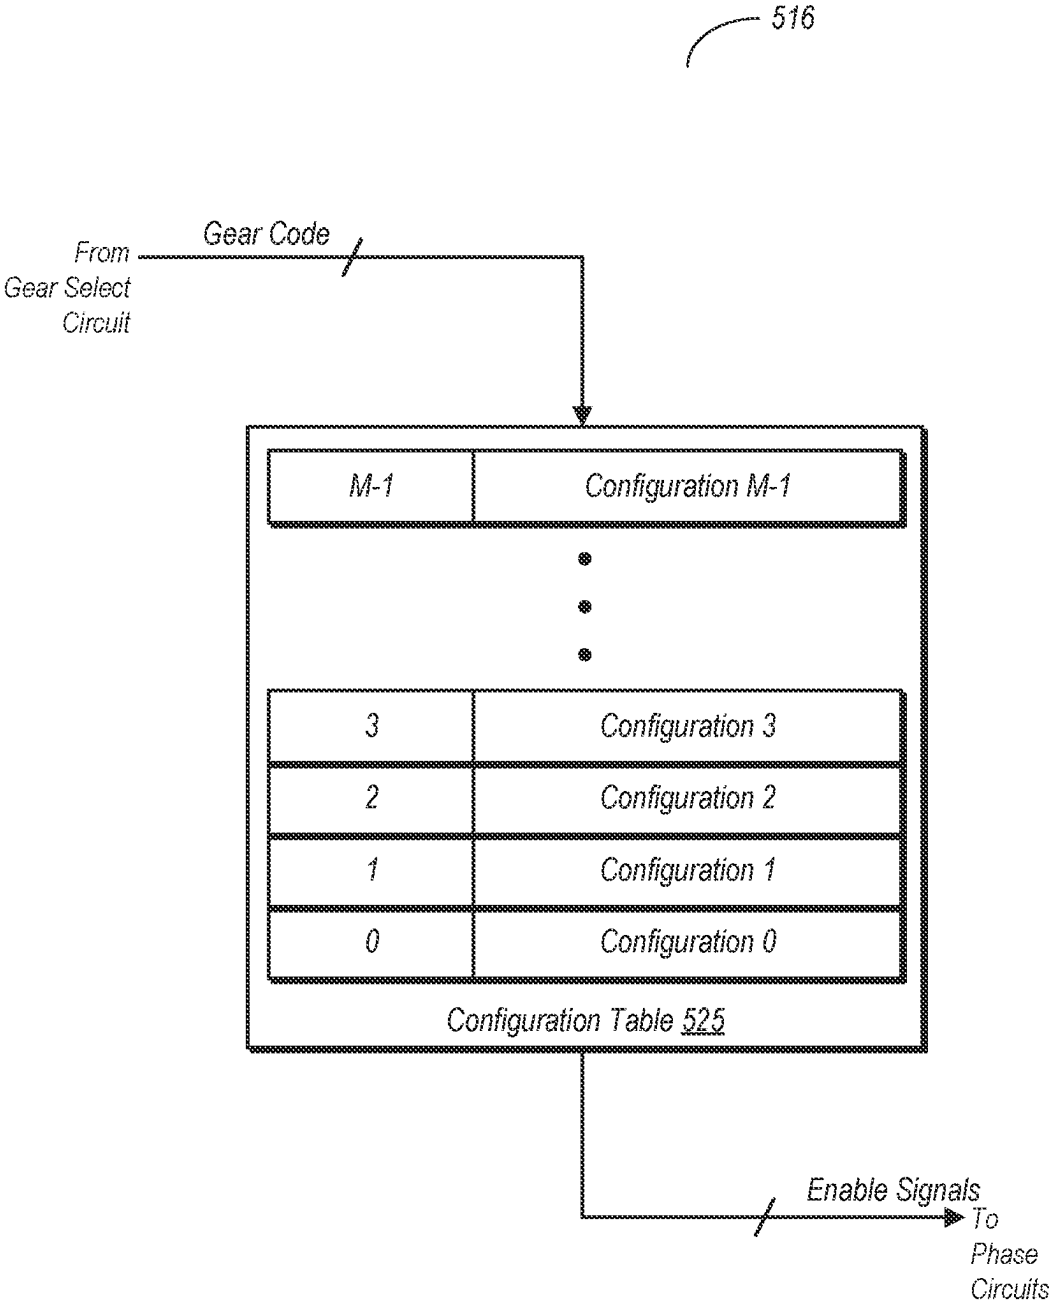 516
Gear Code
From
Gear Select
Circuit
M-1 Configuration M-1
3 Configuration 3
2 Configuration 2
1 Configuration 1
0 Configuration 0
Configuration Table 525
Enable Signals
To
Phase
Circuits